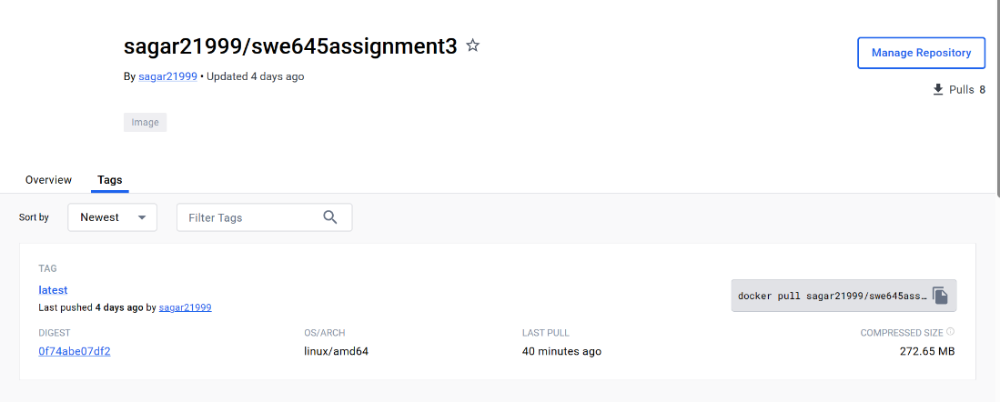 sagar21999/swe645assignment3
Manage Repository
By sagar21999 • Updated 4 days ago
Pulls 8
Image
Overview Tags
Sort by Newest Filter Tags
TAG
latest
docker pull sagar21999/swe645ass…
Last pushed 4 days ago by sagar21999
DIGEST OS/ARCH LAST PULL COMPRESSED SIZE
0f74abe07df2 linux/amd64 40 minutes ago 272.65 MB